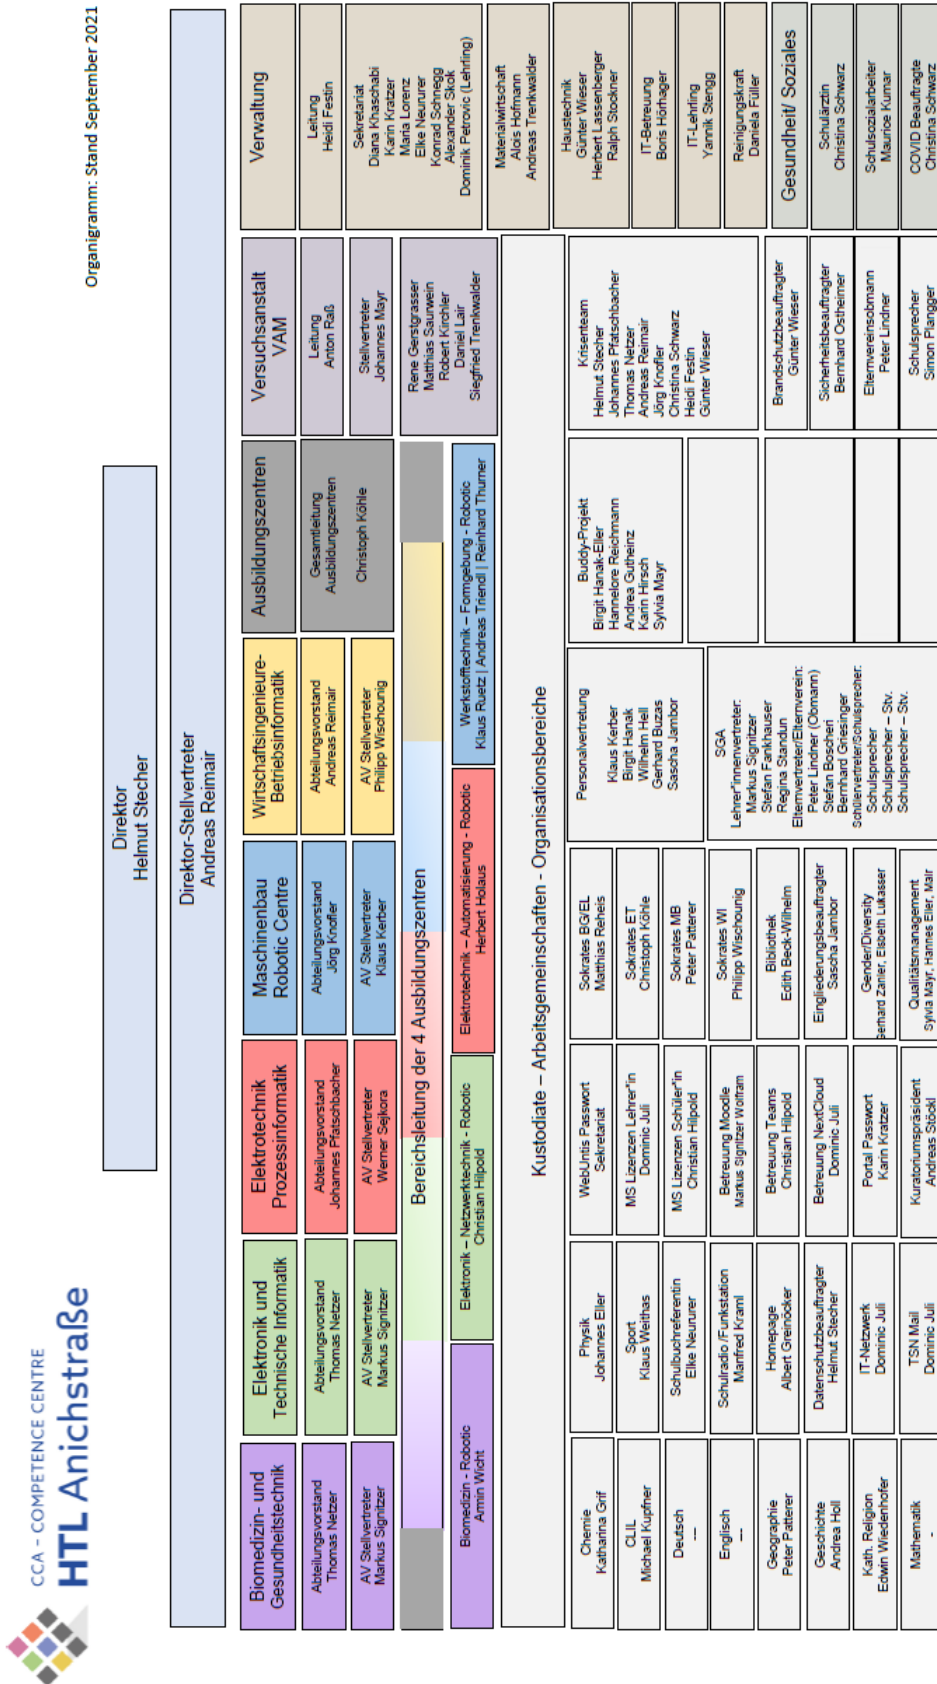 CCA - COMPETENCE CENTRE
HTL Anichstraße
Organigramm: Stand September 2021
Direktor
Helmut Stecher
Direktor-Stellvertreter
Andreas Reimair
Biomedizin- und
Gesundheitstechnik
Abteilungsvorstand
Thomas Netzer
AV Stellvertreter
Markus Signitzer
Elektronik und
Technische Informatik
Abteilungsvorstand
Thomas Netzer
AV Stellvertreter
Markus Signitzer
Elektrotechnik
Prozessinformatik
Abteilungsvorstand
Johannes Pfatschbacher
AV Stellvertreter
Werner Sejkora
Maschinenbau
Robotic Centre
Abteilungsvorstand
Jörg Knofler
AV Stellvertreter
Klaus Kerber
Wirtschaftsingenieure-
Betriebsinformatik
Abteilungsvorstand
Andreas Reimair
AV Stellvertreter
Philipp Wischounig
Ausbildungszentren
Gesamtleitung
Ausbildungszentren
Christoph Köhle
Versuchsanstalt
VAM
Leitung
Anton Raß
Stellvertreter
Johannes Mayr
Rene Gerstgrasser
Matthias Saurwein
Robert Kirchler
Daniel Lair
Siegfried Trenkwalder
Verwaltung
Leitung
Heidi Festin
Sekretariat
Diana Khaschabi
Karin Kratzer
Maria Lorenz
Elke Neururer
Konrad Schnegg
Alexander Skok
Dominik Petrovic (Lehrling)
Materialwirtschaft
Alois Hofmann
Andreas Trenkwalder
Haustechnik
Günter Wieser
Herbert Lassenberger
Ralph Stockner
IT-Betreuung
Boris Hörhager
IT-Lehrling
Yannik Stengg
Reinigungskraft
Daniela Füller
Gesundheit/ Soziales
Schulärztin
Christina Schwarz
Schulsozialarbeiter
Maurice Kumar
COVID Beauftragte
Christina Schwarz
Bereichsleitung der 4 Ausbildungszentren
Biomedizin - Robotic
Armin Wicht
Elektronik – Netzwerktechnik - Robotic
Christian Hilpold
Elektrotechnik – Automatisierung - Robotic
Herbert Holaus
Werkstofftechnik – Formgebung - Robotic
Klaus Ruetz | Andreas Triendl | Reinhard Thurner
Kustodiate – Arbeitsgemeinschaften - Organisationsbereiche
Chemie
Katharina Grif
CLIL
Michael Kupfner
Deutsch
---
Englisch
---
Geographie
Peter Patterer
Geschichte
Andrea Holl
Kath. Religion
Edwin Wiedenhofer
Mathematik
-
Physik
Johannes Eller
Sport
Klaus Weithas
Schulbuchreferentin
Elke Neururer
Schulradio /Funkstation
Manfred Kraml
Homepage
Albert Greinöcker
Datenschutzbeauftragter
Helmut Stecher
IT-Netzwerk
Dominic Juli
TSN Mail
Dominic Juli
WebUntis Passwort
Sekretariat
MS Lizenzen Lehrer*in
Dominic Juli
MS Lizenzen Schüler*in
Christian Hilpold
Betreuung Moodle
Markus Signitzer Wolfram
Betreuung Teams
Christian Hilpold
Betreuung NextCloud
Dominic Juli
Portal Passwort
Karin Kratzer
Kuratoriumspräsident
Andreas Stöckl
Sokrates BG/EL
Matthias Reheis
Sokrates ET
Christoph Köhle
Sokrates MB
Peter Patterer
Sokrates WI
Philipp Wischounig
Bibliothek
Edith Beck-Wilhelm
Eingliederungsbeauftragter
Sascha Jambor
Gender/Diversity
Gerhard Zanler, Elsbeth Lukasser
Qualitätsmanagement
Sylvia Mayr, Hannes Eller, Mair
Personalvertretung
Klaus Kerber
Birgit Hanak
Wilhelm Hell
Gerhard Buzas
Sascha Jambor
SGA
Lehrer*innenvertreter:
Markus Signitzer
Stefan Fankhauser
Regina Standun
Elternvertreter/Elternverein:
Peter Lindner (Obmann)
Stefan Boscheri
Bernhard Griesinger
Schülervertreter/Schulsprecher:
Schulsprecher
Schulsprecher – Stv.
Schulsprecher – Stv.
Buddy-Projekt
Birgit Hanak-Eller
Hannelore Reichmann
Andrea Gutheinz
Karin Hirsch
Sylvia Mayr
Krisenteam
Helmut Stecher
Johannes Pfatschbacher
Thomas Netzer
Andreas Reimair
Jörg Knofler
Christina Schwarz
Heidi Festin
Günter Wieser
Brandschutzbeauftragter
Günter Wieser
Sicherheitsbeauftragter
Bernhard Ostheimer
Elternvereinsobmann
Peter Lindner
Schulsprecher
Simon Plangger